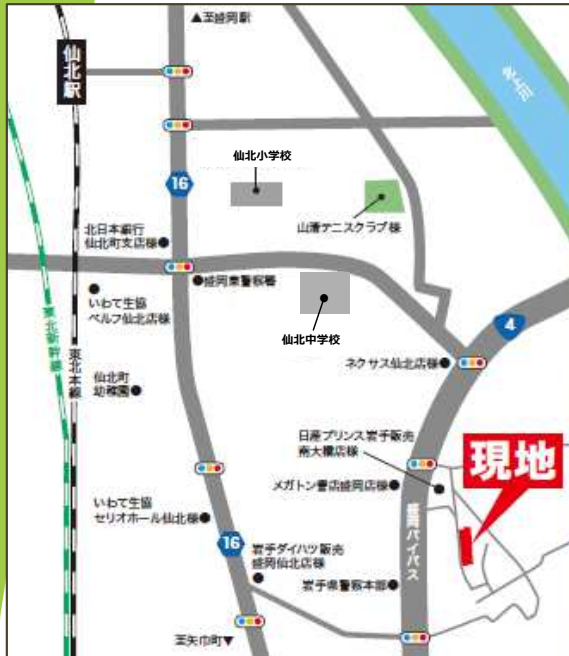 ▲至盛岡駅
仙北駅
北上川
仙北小学校
16
山清テニスクラブ様
北日本銀行
仙北町支店様
盛岡東警察署
いわて生協
ベルフ仙北店様
仙北中学校
4
東北新幹線
東北本線
ネクサス仙北店様
仙北町
幼稚園
日産プリンス岩手販売
南大橋店様
現地
メガトン書店盛岡店様
いわて生協
セリオホール仙北様
盛岡バイパス
16
岩手ダイハツ販売
盛岡仙北店様
岩手県警察本部
至矢巾町▼